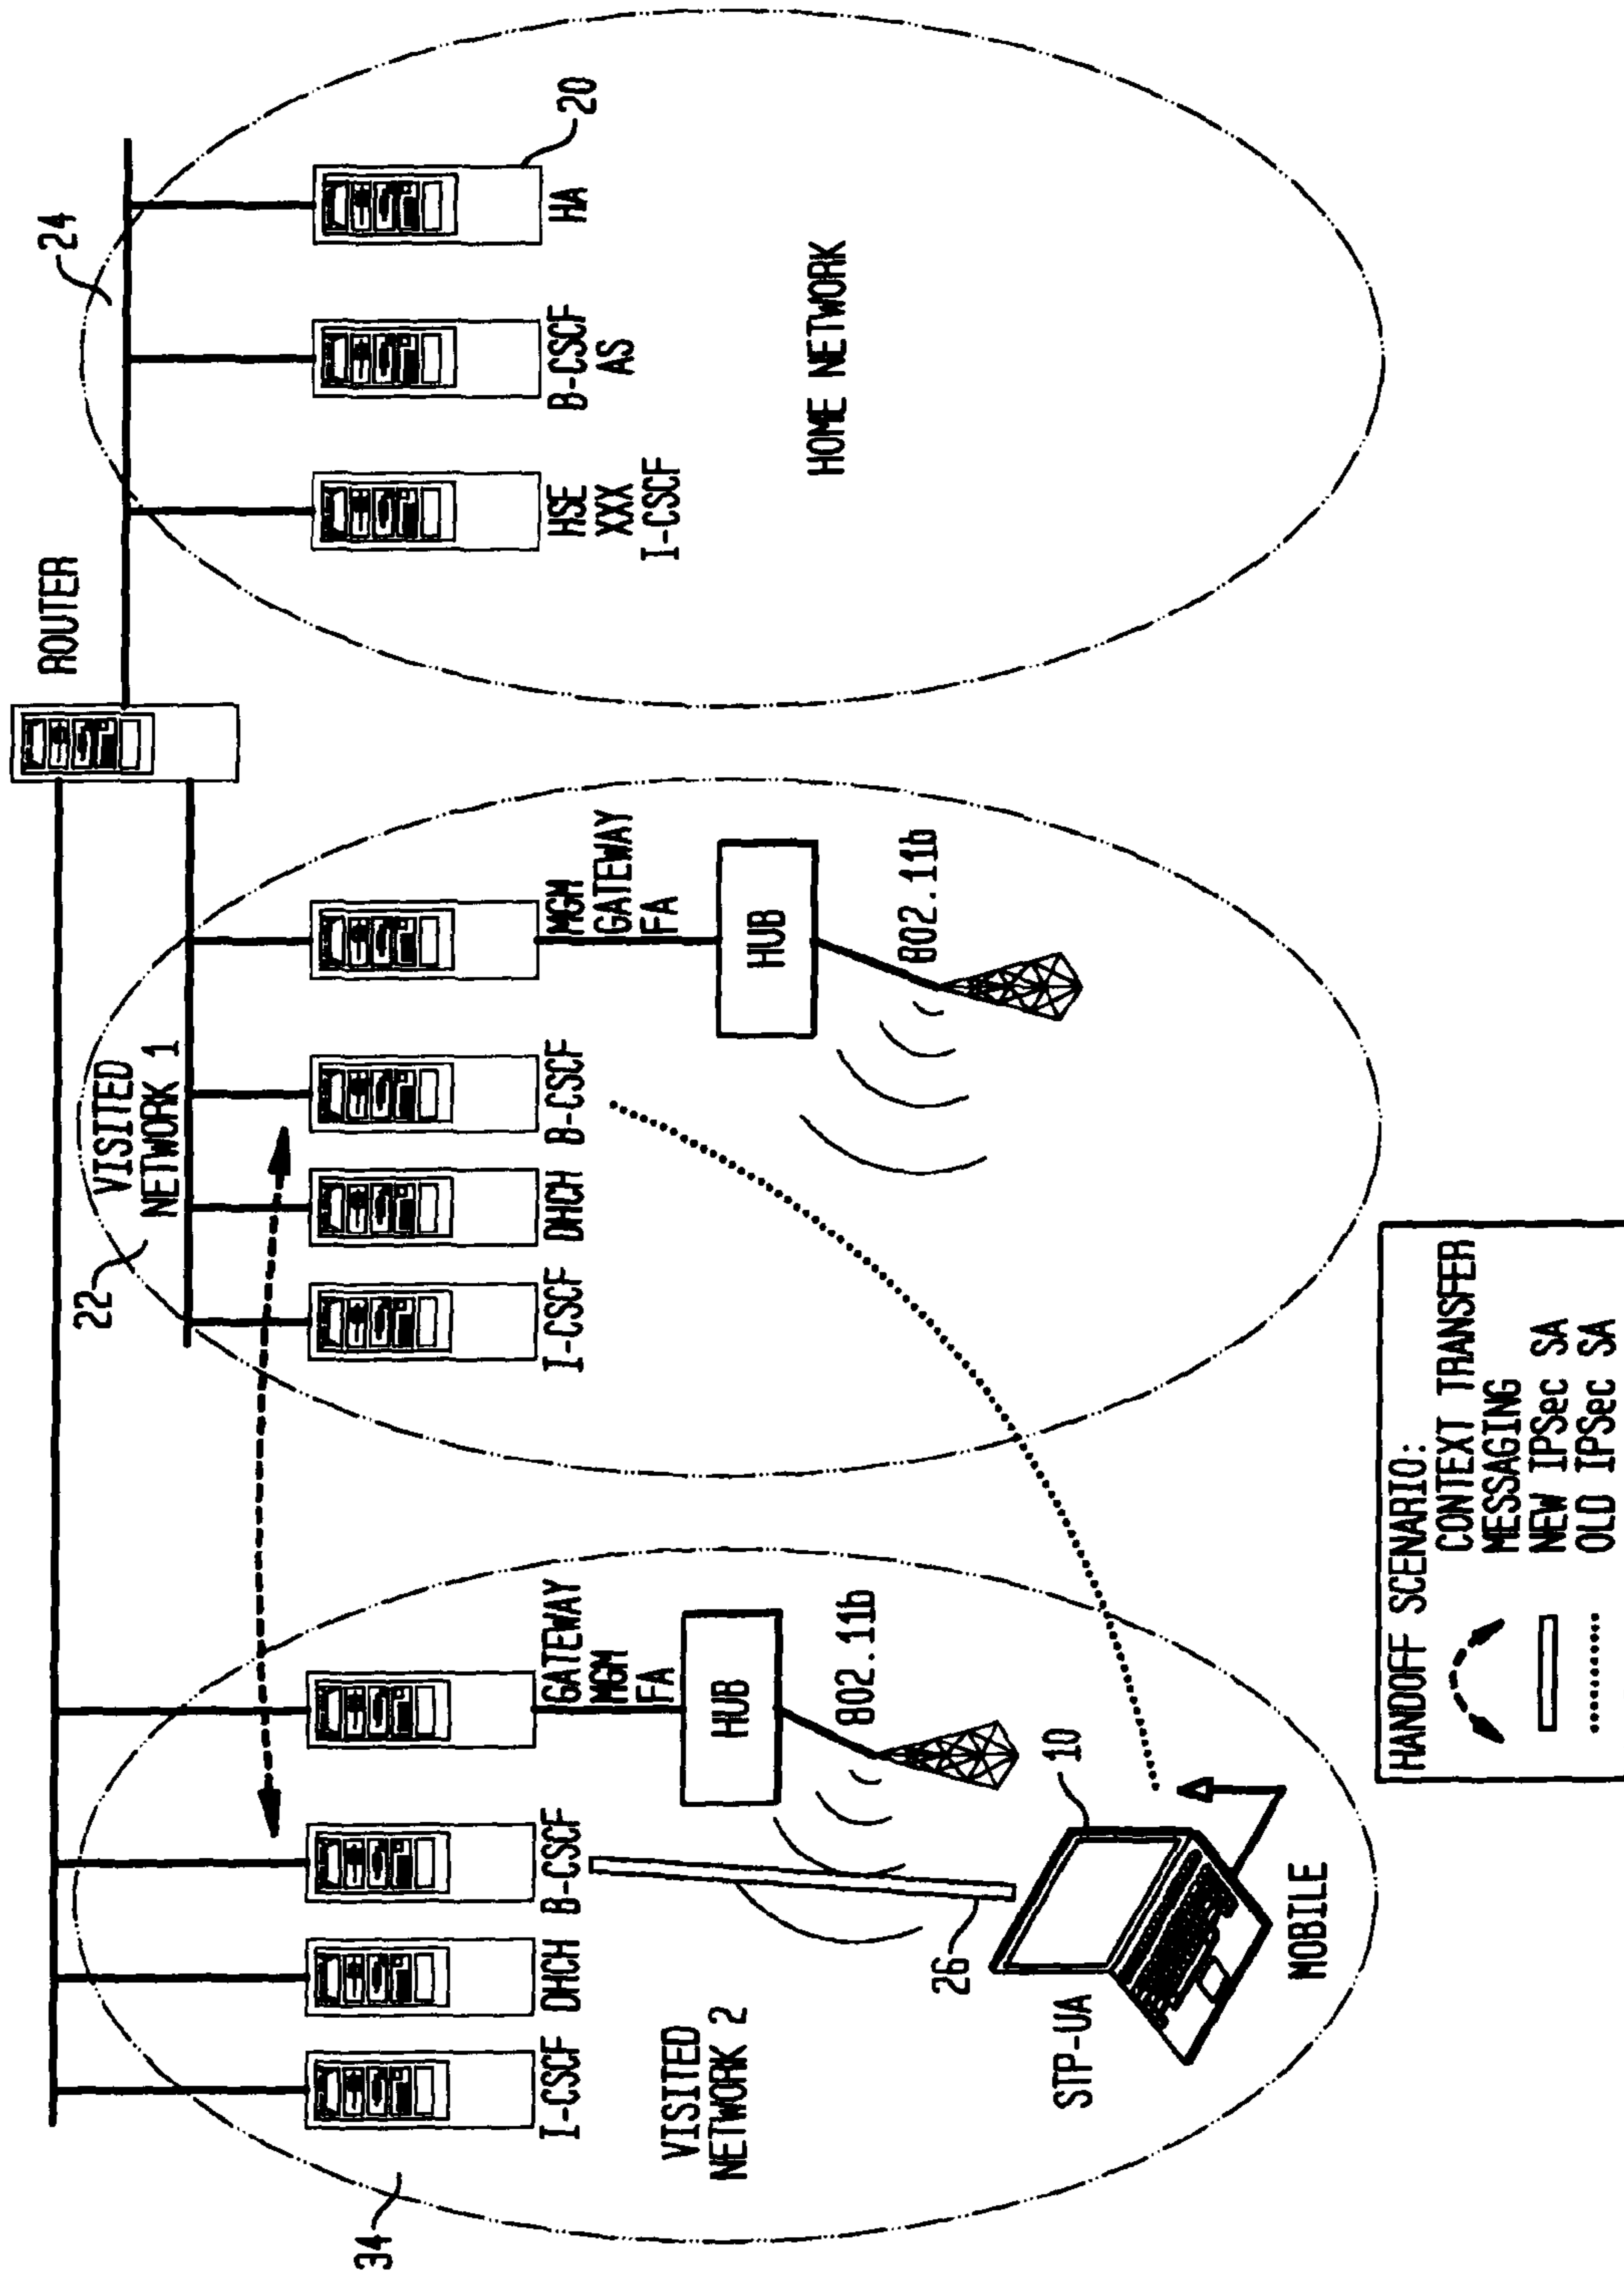 ROUTER
24
20
HSE
XXX
I-CSCF
B-CSCF
AS
HA
HOME NETWORK
22
VISITED
NETWORK 1
I-CSCF
DHCH
B-CSCF
MGM
GATEWAY
FA
HUB
802.11b
34
I-CSCF
DHCH
B-CSCF
GATEWAY
MGM
FA
HUB
802.11b
VISITED
NETWORK 2
26
10
STP-UA
MOBILE
HANDOFF SCENARIO:
CONTEXT TRANSFER
MESSAGING
NEW IPSec SA
OLD IPSec SA